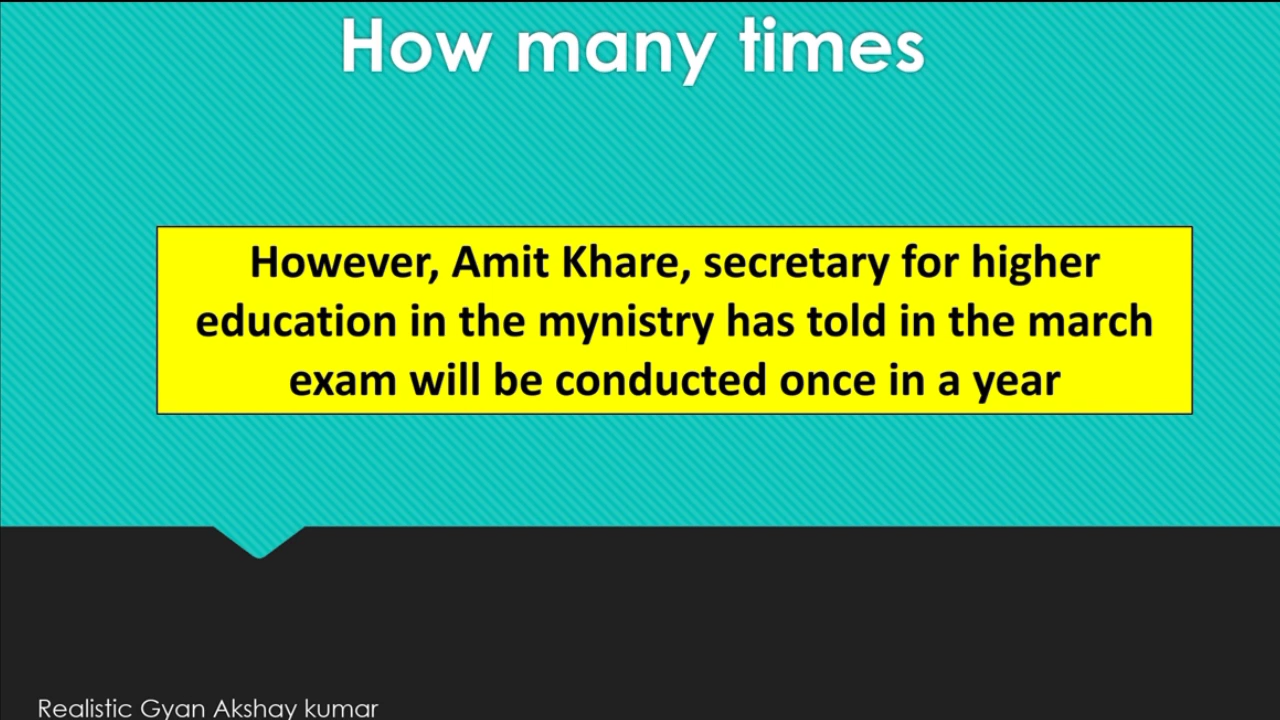 How many times
However, Amit Khare, secretary for higher
education in the mynistry has told in the march
exam will be conducted once in a year
Realistic Gyan Akshay kumar